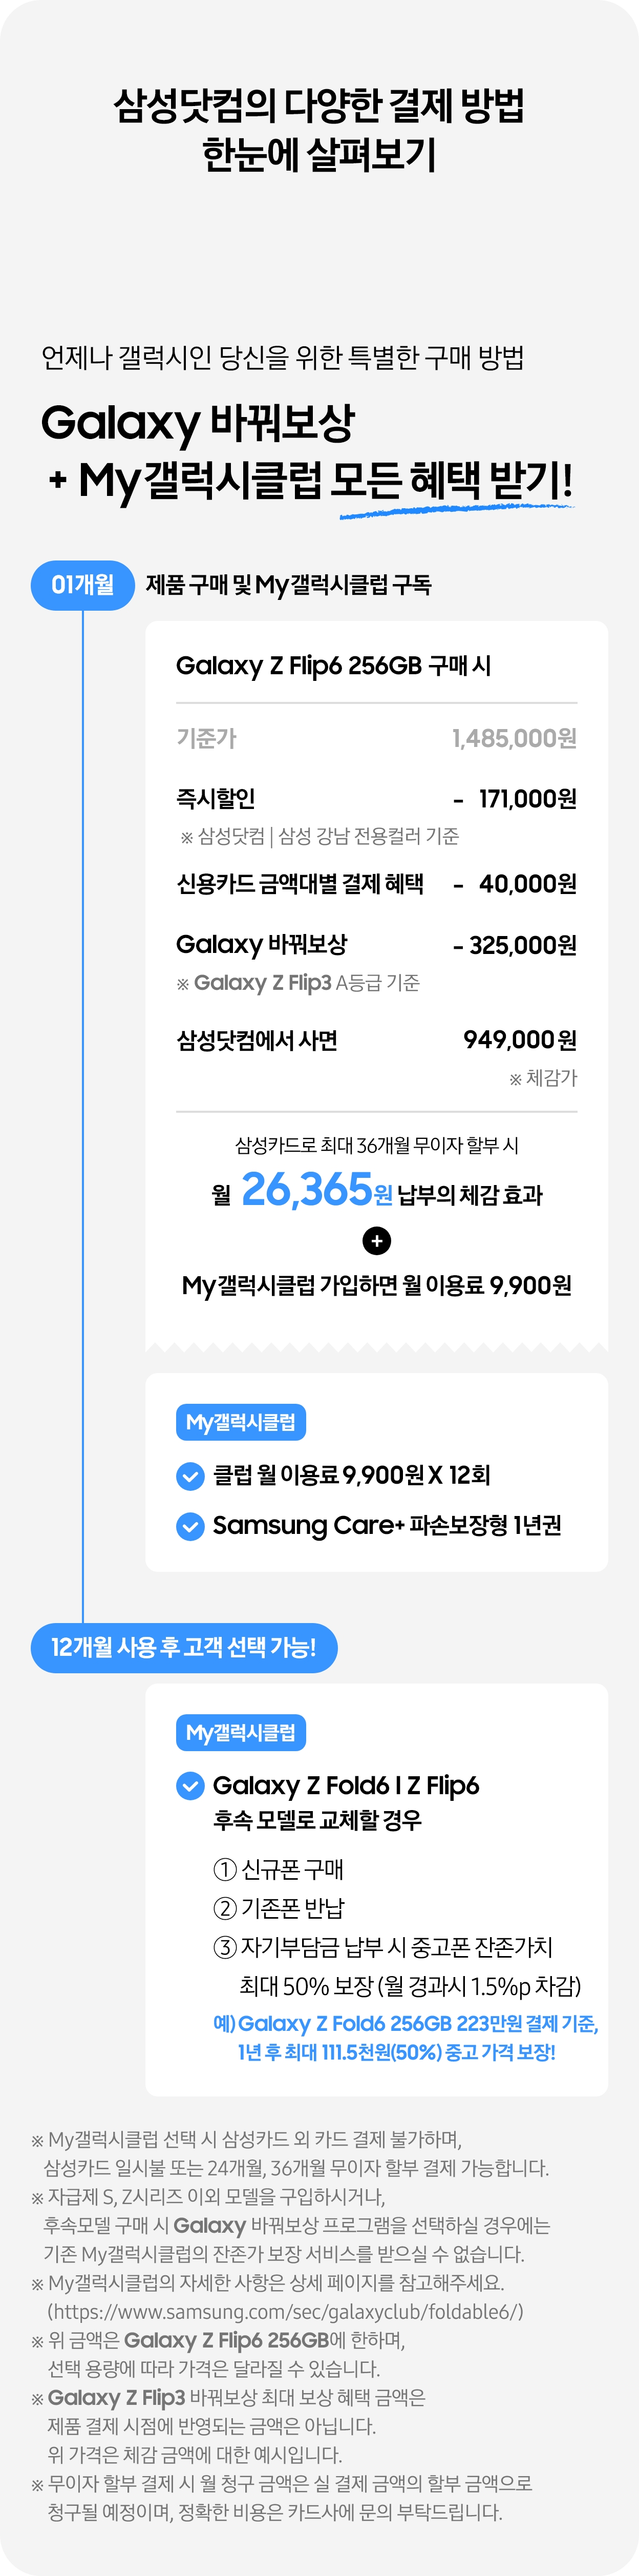 삼성닷컴의 다양한 결제 방법
한눈에 살펴보기
언제나 갤럭시인 당신을 위한 특별한 구매 방법
Galaxy 바꿔보상
+ My갤럭시클럽 모든 혜택 받기!
01개월 제품 구매 및 My갤럭시클럽 구독
Galaxy Z Flip6 256GB 구매 시
기준가 1,485,000원
즉시할인 - 171,000원
※ 삼성닷컴 | 삼성 강남 전용컬러 기준
신용카드 금액대별 결제 혜택 - 40,000원
Galaxy 바꿔보상 - 325,000원
※ Galaxy Z Flip3 A등급 기준
삼성닷컴에서 사면 949,000원
※ 체감가
삼성카드로 최대 36개월 무이자 할부 시
월 26,365원 납부의 체감 효과
+
My갤럭시클럽 가입하면 월 이용료 9,900원
My갤럭시클럽
클럽 월 이용료 9,900원 X 12회
Samsung Care+ 파손보장형 1년권
12개월 사용 후 고객 선택 가능!
My갤럭시클럽
Galaxy Z Fold6 l Z Flip6
후속 모델로 교체할 경우
① 신규폰 구매
② 기존폰 반납
③ 자기부담금 납부 시 중고폰 잔존가치
최대 50% 보장 (월 경과시 1.5%p 차감)
예) Galaxy Z Fold6 256GB 223만원 결제 기준,
1년 후 최대 111.5천원(50%) 중고 가격 보장!
※ My갤럭시클럽 선택 시 삼성카드 외 카드 결제 불가하며,
삼성카드 일시불 또는 24개월, 36개월 무이자 할부 결제 가능합니다.
※ 자급제 S, Z시리즈 이외 모델을 구입하시거나,
후속모델 구매 시 Galaxy 바꿔보상 프로그램을 선택하실 경우에는
기존 My갤럭시클럽의 잔존가 보장 서비스를 받으실 수 없습니다.
※ My갤럭시클럽의 자세한 사항은 상세 페이지를 참고해주세요.
(https://www.samsung.com/sec/galaxyclub/foldable6/)
※ 위 금액은 Galaxy Z Flip6 256GB에 한하며,
선택 용량에 따라 가격은 달라질 수 있습니다.
※ Galaxy Z Flip3 바꿔보상 최대 보상 혜택 금액은
제품 결제 시점에 반영되는 금액은 아닙니다.
위 가격은 체감 금액에 대한 예시입니다.
※ 무이자 할부 결제 시 월 청구 금액은 실 결제 금액의 할부 금액으로
청구될 예정이며, 정확한 비용은 카드사에 문의 부탁드립니다.